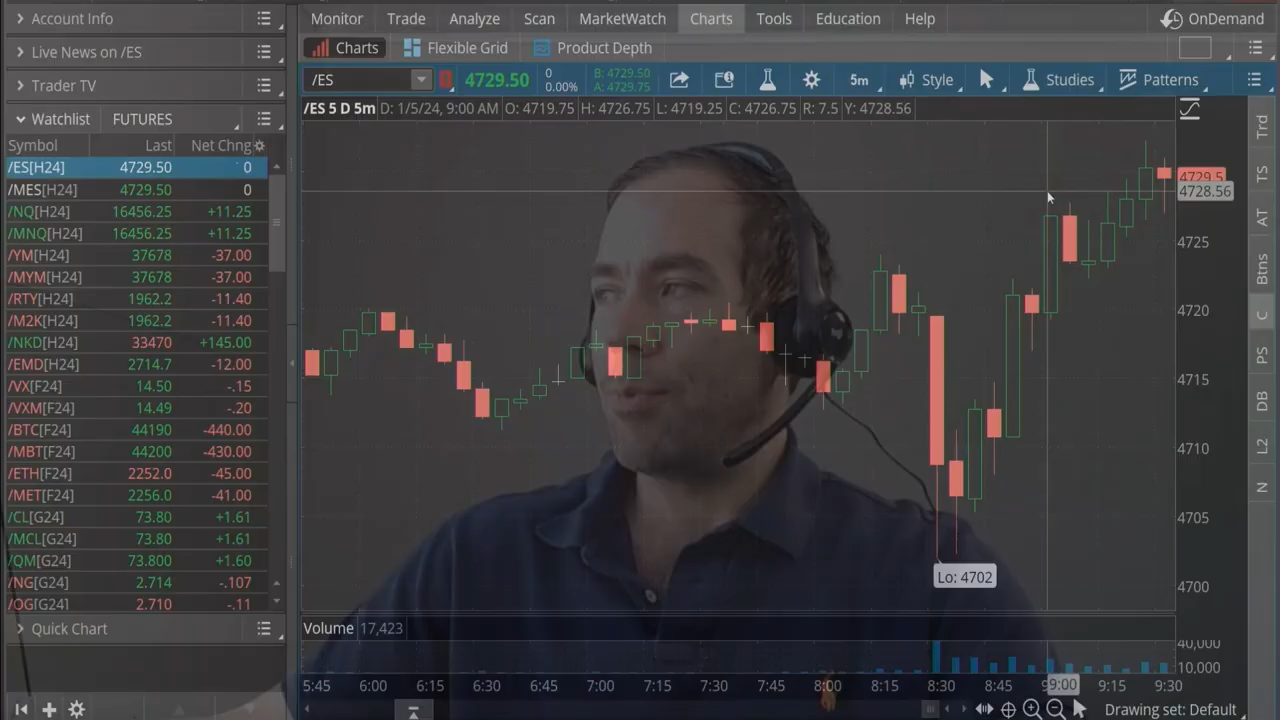 Account Info
Live News on /ES
Trader TV
Watchlist FUTURES
Symbol Last Net Chng
/ES[H24] 4729.50 0
/MES[H24] 4729.50 0
/NQ[H24] 16456.25 +11.25
/MNQ[H24] 16456.25 +11.25
/YM[H24] 37678 -37.00
/MYM[H24] 37678 -37.00
/RTY[H24] 1962.2 -11.40
/M2K[H24] 1962.2 -11.40
/NKD[H24] 33470 +145.00
/EMD[H24] 2714.7 -12.00
/VX[F24] 14.50 -.15
/VXM[F24] 14.49 -.20
/BTC[F24] 44190 -440.00
/MBT[F24] 44200 -430.00
/ETH[F24] 2252.0 -45.00
/MET[F24] 2256.0 -41.00
/CL[G24] 73.80 +1.61
/MCL[G24] 73.80 +1.61
/QM[G24] 73.800 +1.60
/NG[G24] 2.714 -.107
/QG[G24] 2.710 -.11
Quick Chart
Monitor Trade Analyze Scan MarketWatch Charts Tools Education Help OnDemand
Charts Flexible Grid Product Depth
/ES 4729.50 0 B: 4729.50 5m Style Studies Patterns
0.00% A: 4729.75
/ES 5 D 5m D: 1/5/24, 9:00 AM O: 4719.75 H: 4726.75 L: 4719.25 C: 4726.75 R: 7.5 Y: 4728.56
4729.5
4728.56
4725
4720
4715
4710
4705
4700
Lo: 4702
Volume 17,423
40,000
10,000
5:45 6:00 6:15 6:30 6:45 7:00 7:15 7:30 7:45 8:00 8:15 8:30 8:45 9:00 9:15 9:30
Drawing set: Default
Trd
TS
AT
Btns
C
PS
DB
L2
N